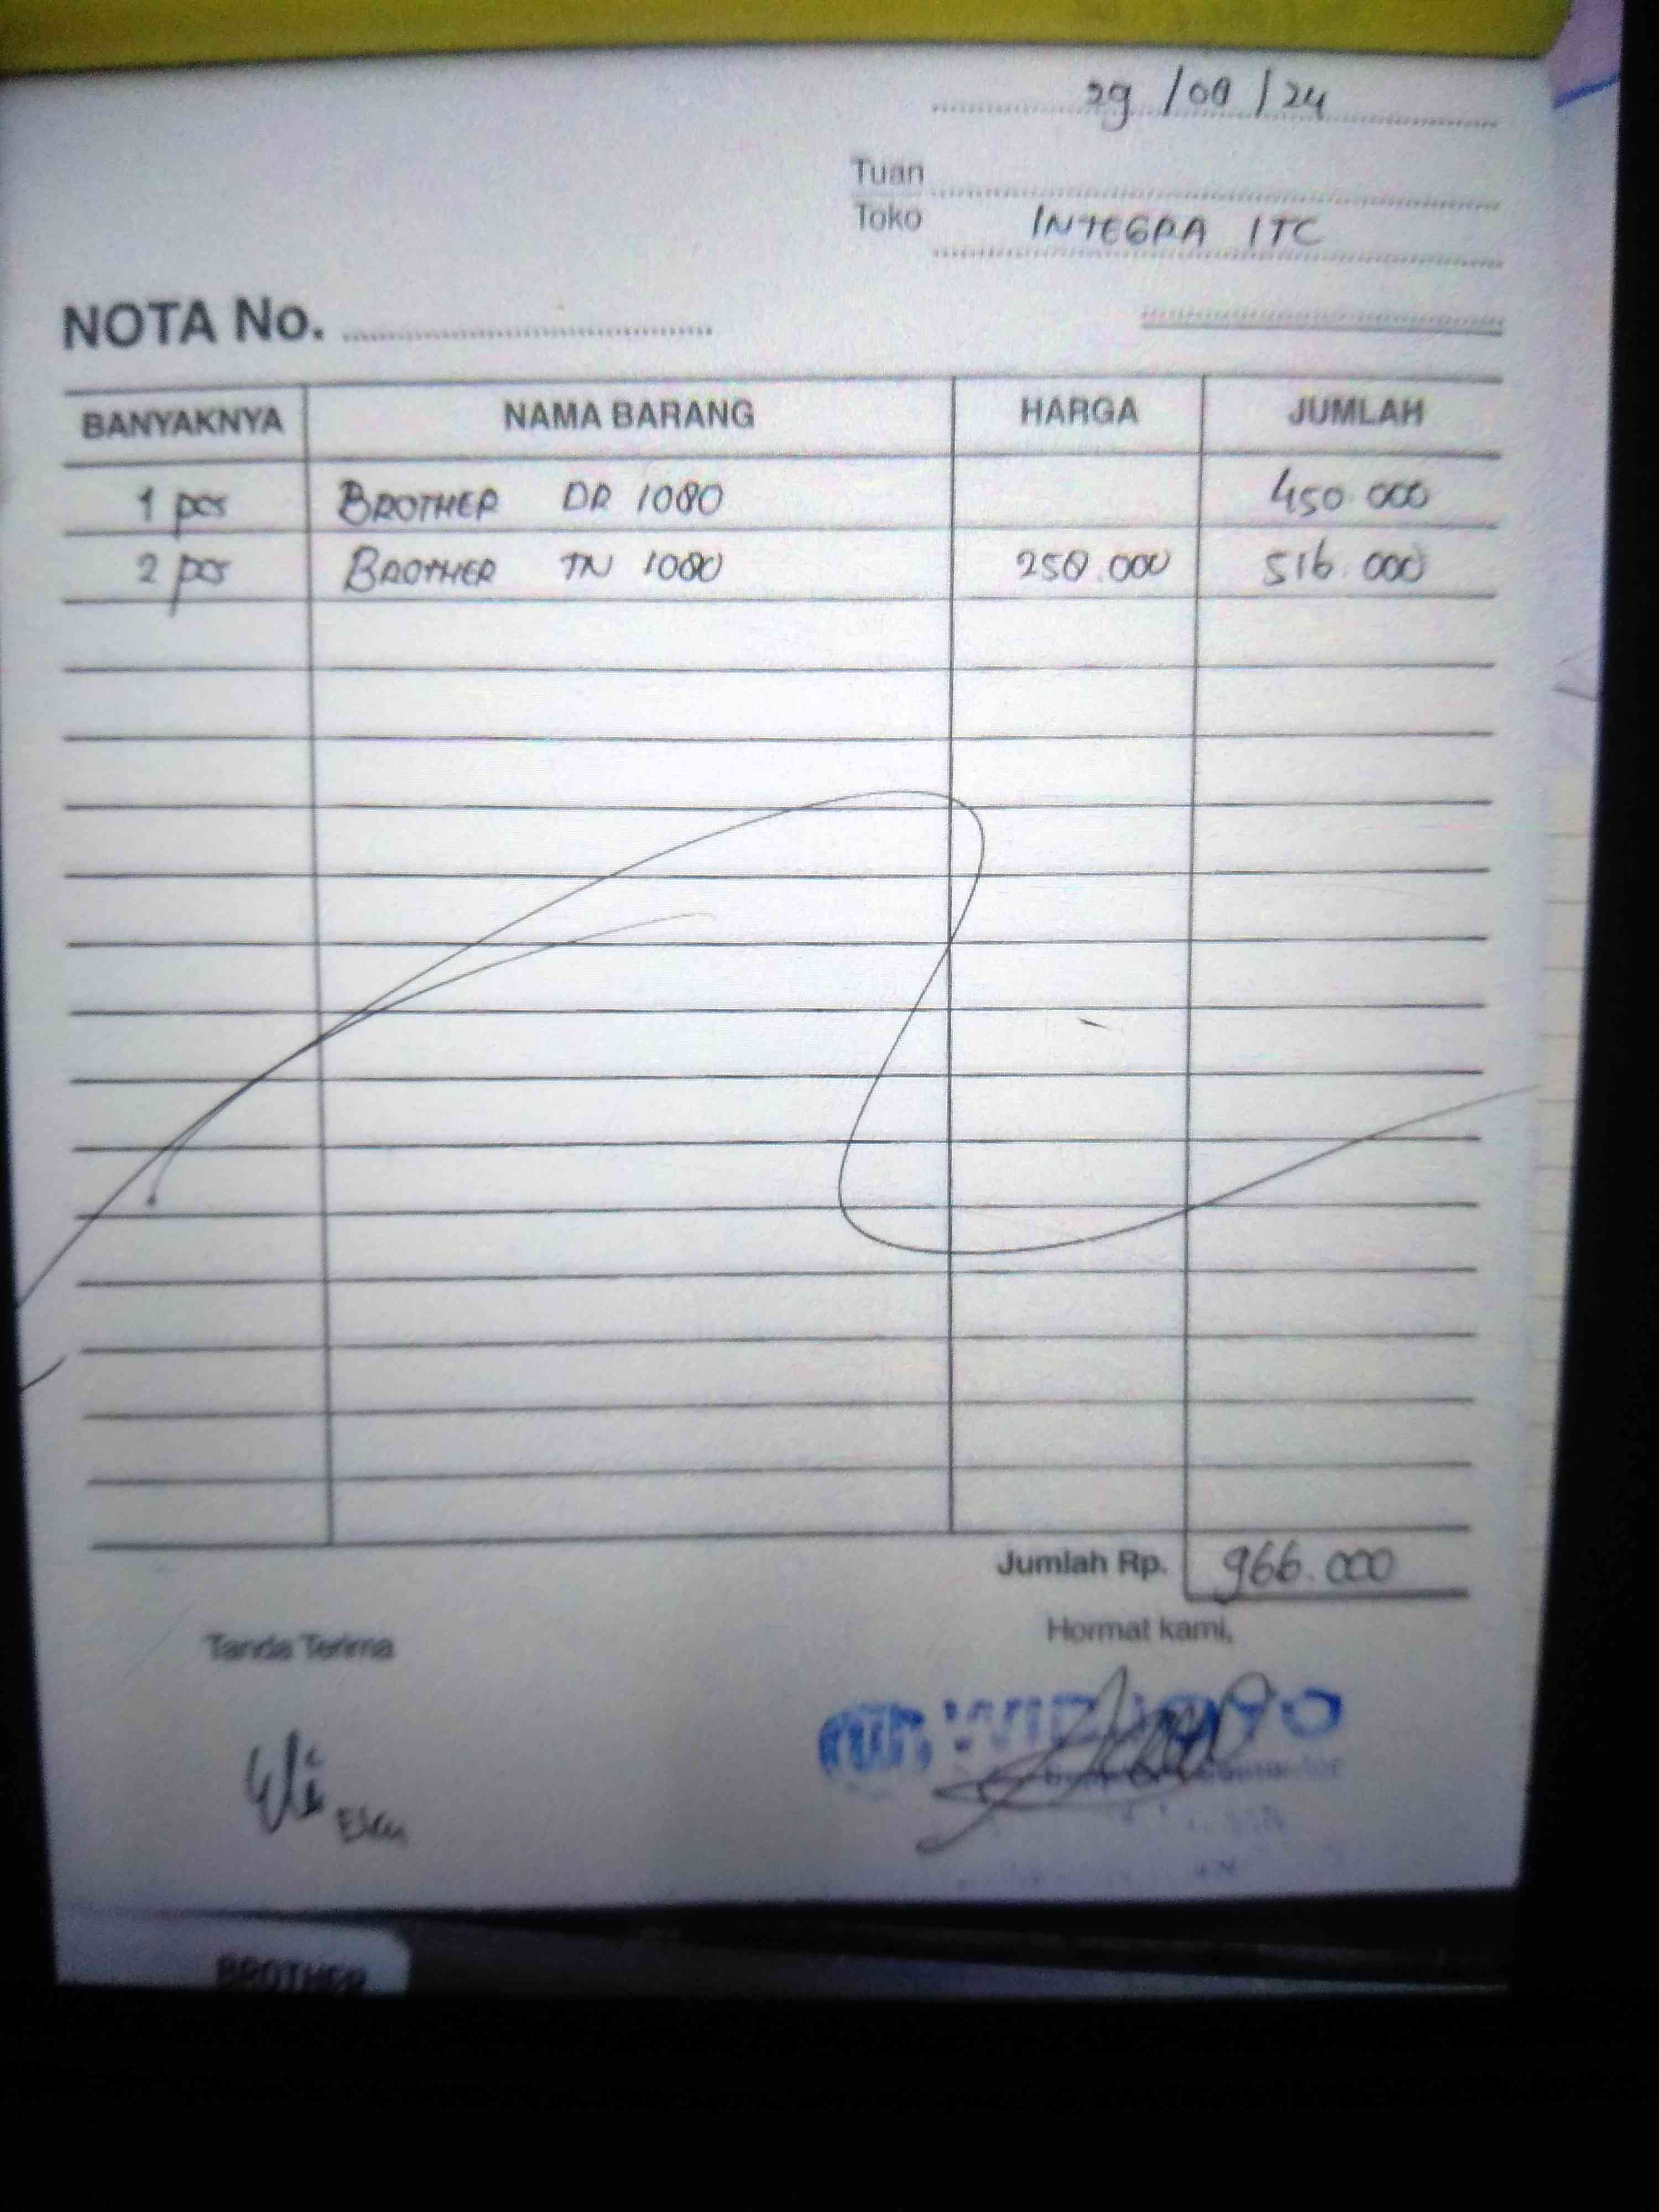 29/08/24
Tuan
Toko INTEGRA ITC
NOTA No.
BANYAKNYA NAMA BARANG HARGA JUMLAH
1 pcs BROTHER DR 1080 450.000
2 pcs BROTHER TN 1080 258.000 516.000
Jumlah Rp. 966.000
Tanda Terima Hormat kami,
BROTHER